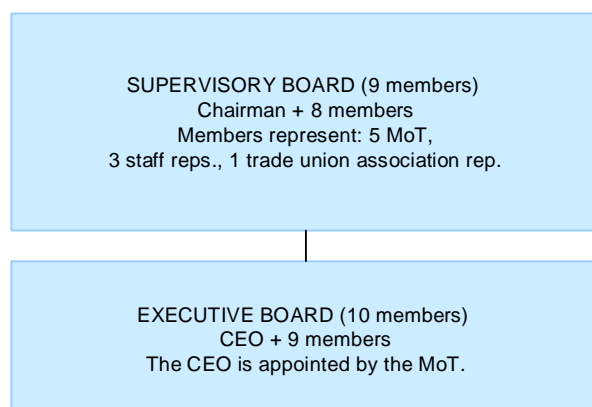 SUPERVISORY BOARD (9 members)
Chairman + 8 members
Members represent: 5 MoT,
3 staff reps., 1 trade union association rep.
EXECUTIVE BOARD (10 members)
CEO + 9 members
The CEO is appointed by the MoT.